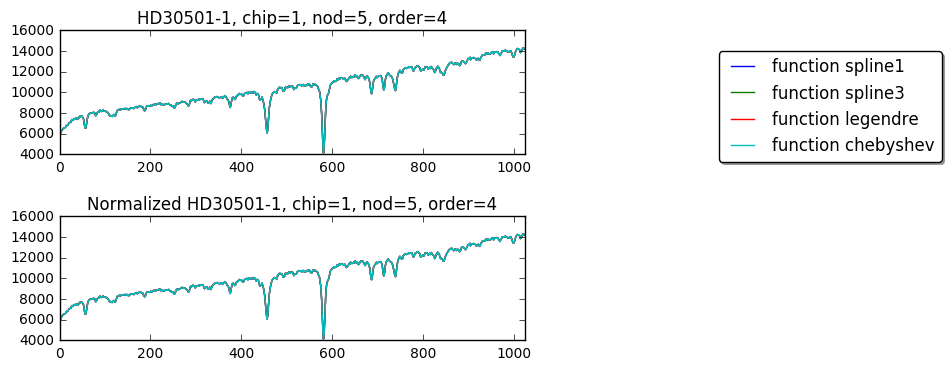 HD30501-1, chip=1, nod=5, order=4
16000
14000
12000
10000
8000
6000
4000
0 200 400 600 800 1000
function spline1
function spline3
function legendre
function chebyshev
Normalized HD30501-1, chip=1, nod=5, order=4
16000
14000
12000
10000
8000
6000
4000
0 200 400 600 800 1000